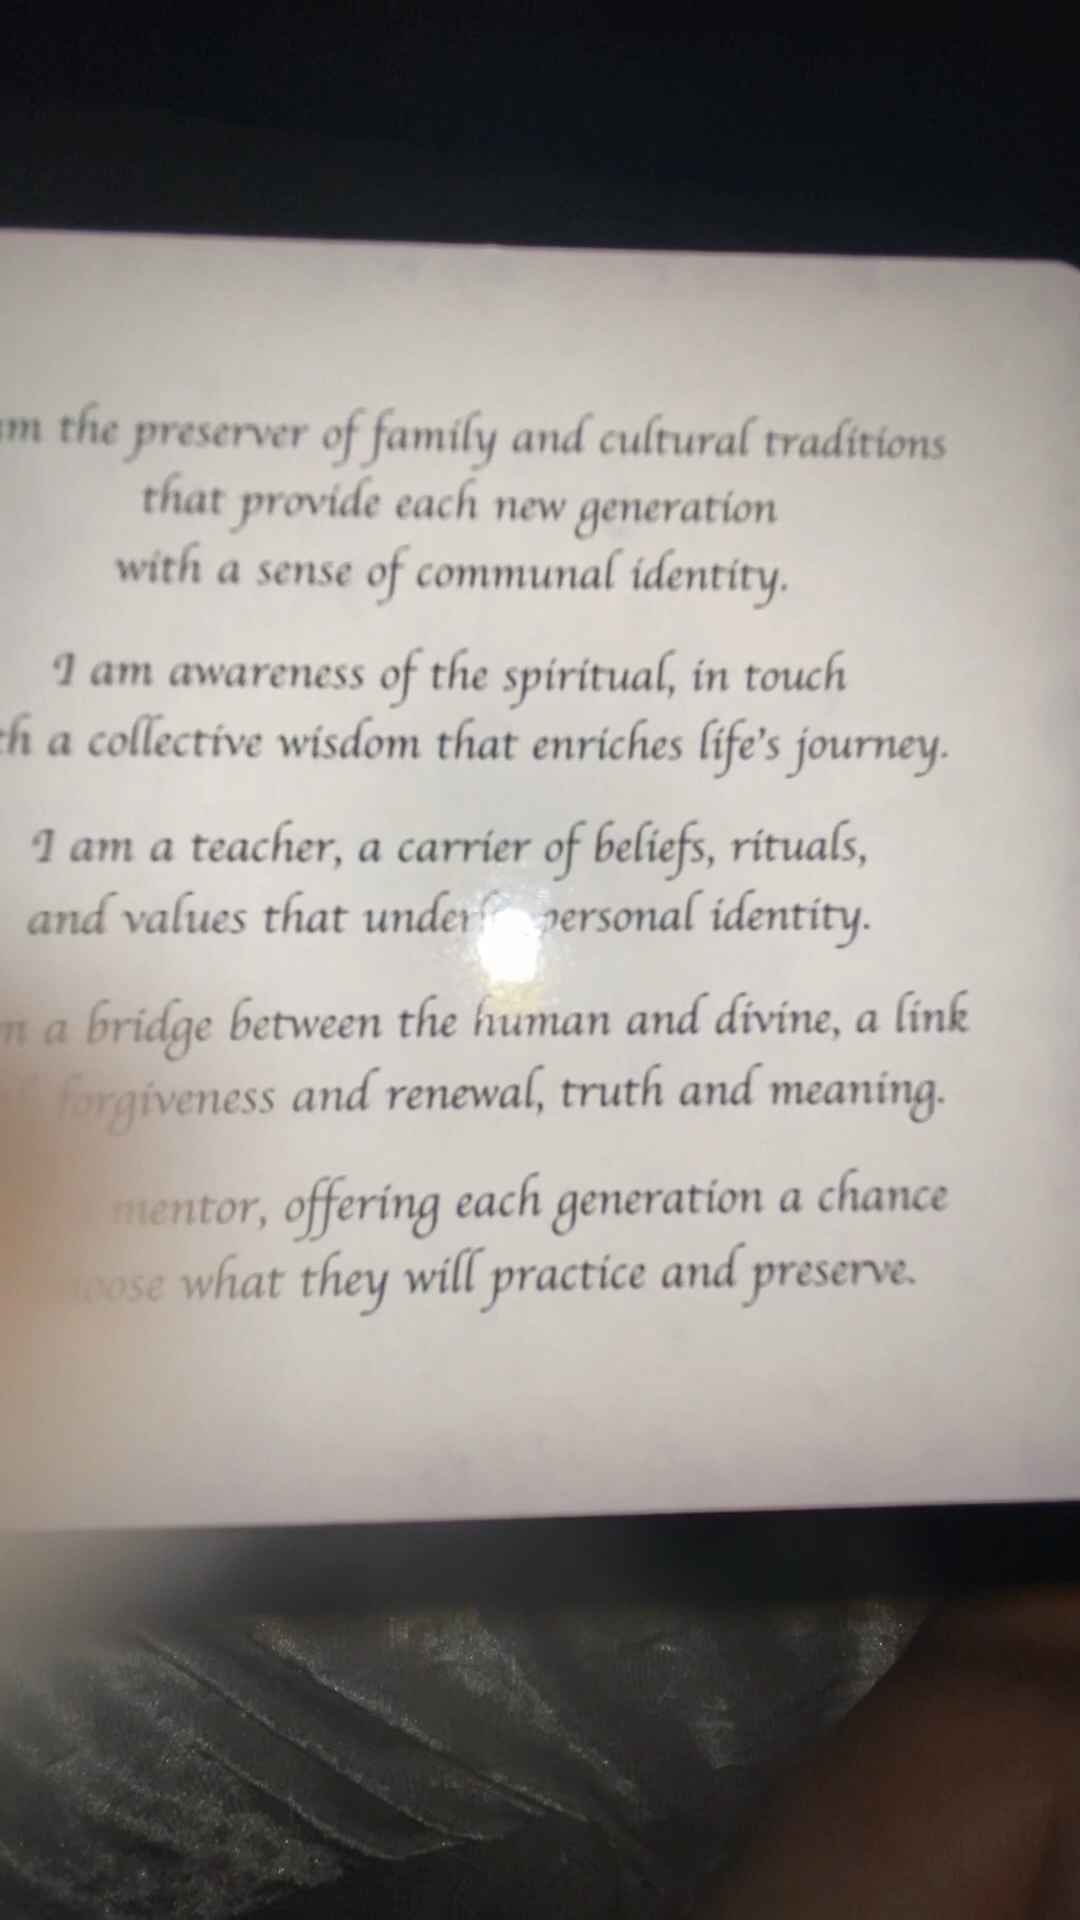 the preserver of family and cultural traditions
that provide each new generation
with a sense of communal identity.
I am awareness of the spiritual, in touch
a collective wisdom that enriches life's journey.
I am a teacher, a carrier of beliefs, rituals,
and values that personal identity.
a bridge between the human and divine, a link
forgiveness and renewal, truth and meaning.
mentor, offering each generation a chance
what they will practice and preserve.